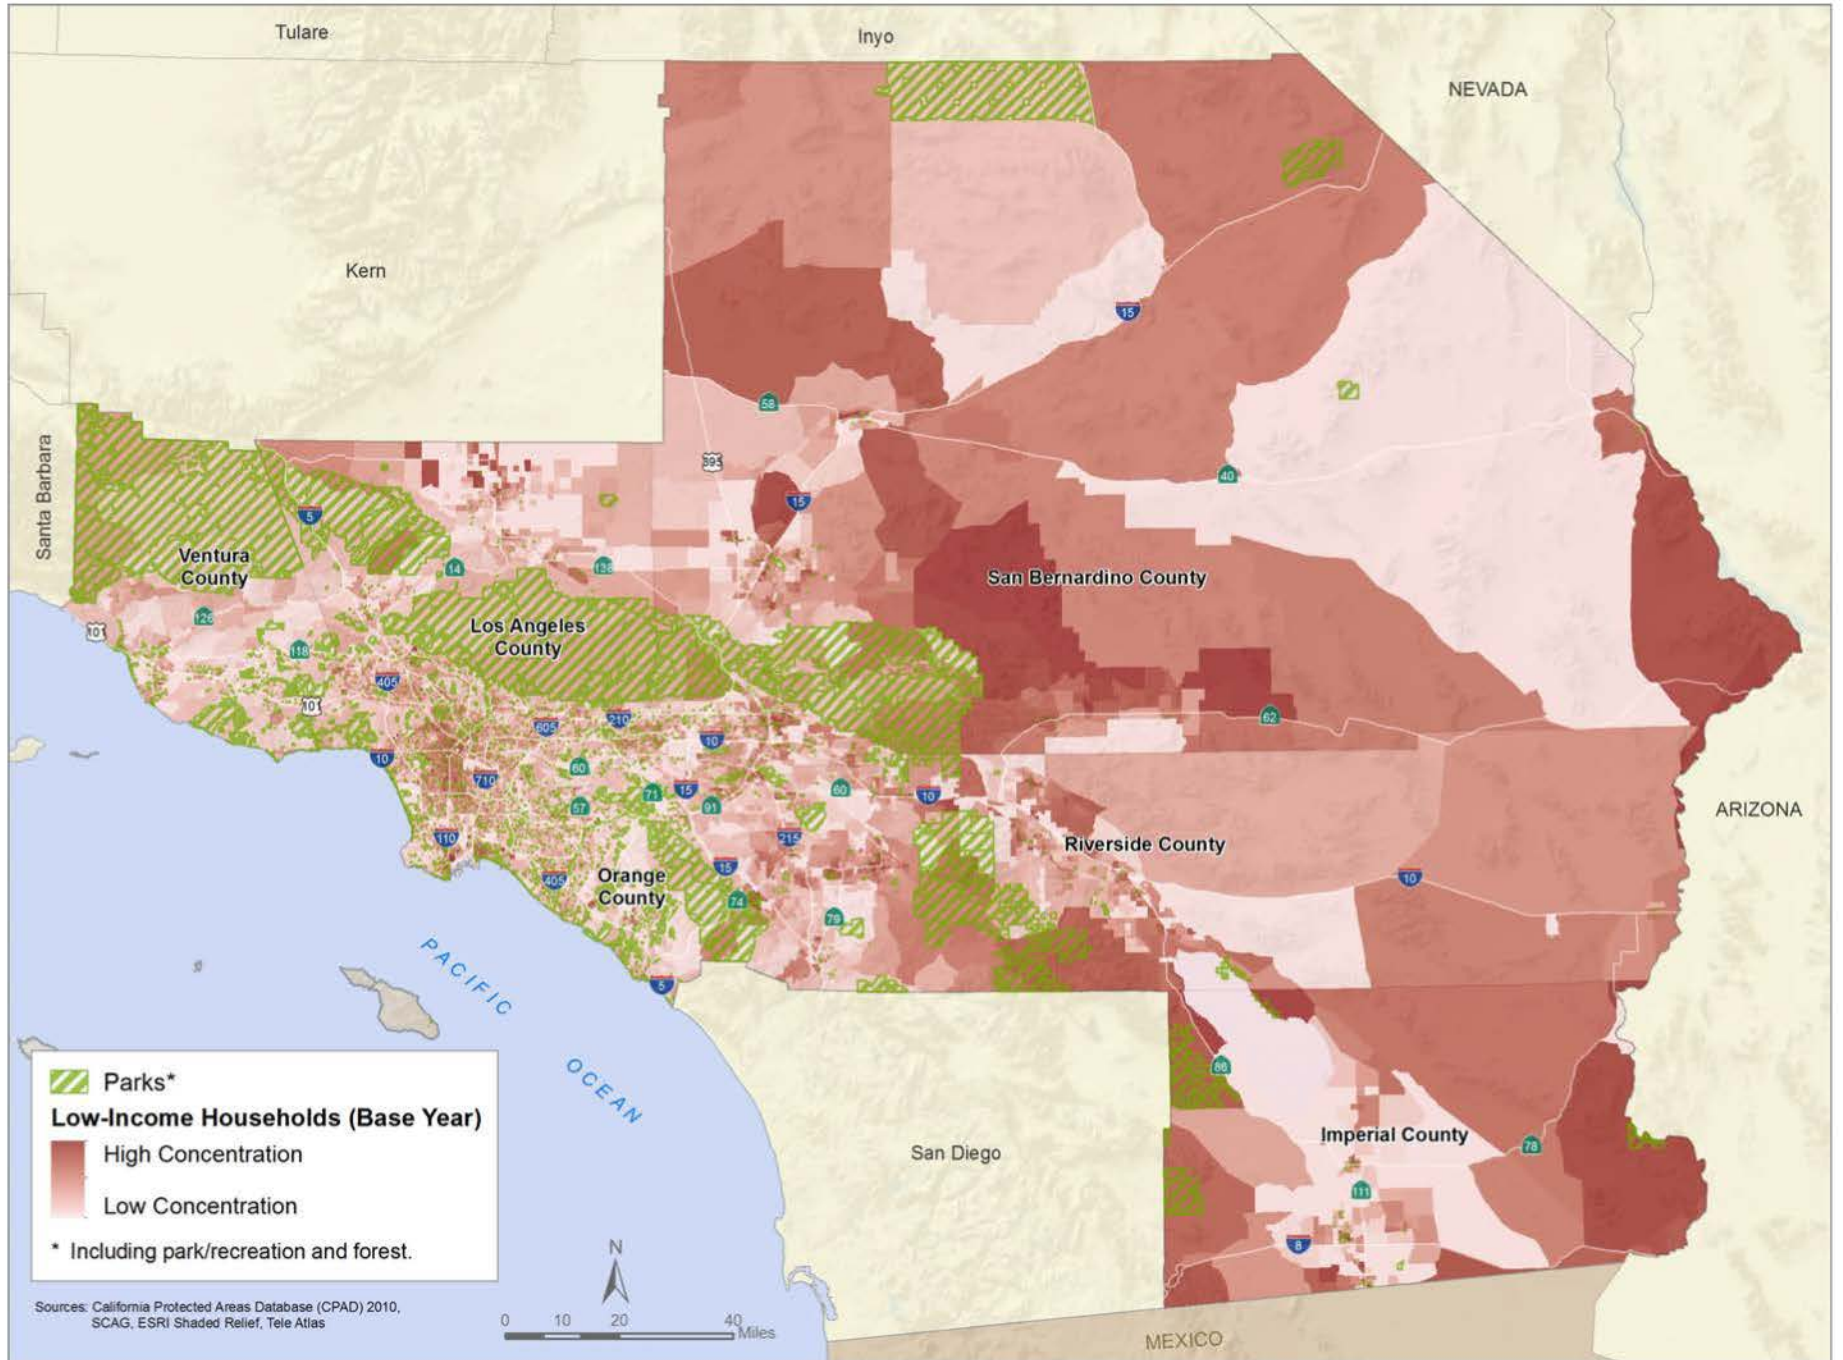 Tulare
Inyo
NEVADA
Kern
15
58
395
15
40
Santa Barbara
5
Ventura
County
14
138
San Bernardino County
126
101
Los Angeles
County
118
405
101
605
210
10
62
10
60
710
71
15
60
10
57
91
ARIZONA
110
215
Riverside County
15
10
405
Orange
County
74
79
5
PACIFIC
OCEAN
86
Imperial County
78
San Diego
111
8
MEXICO
Parks*
Low-Income Households (Base Year)
High Concentration
Low Concentration
* Including park/recreation and forest.
Sources: California Protected Areas Database (CPAD) 2010,
SCAG, ESRI Shaded Relief, Tele Atlas
N
0 10 20 40
Miles